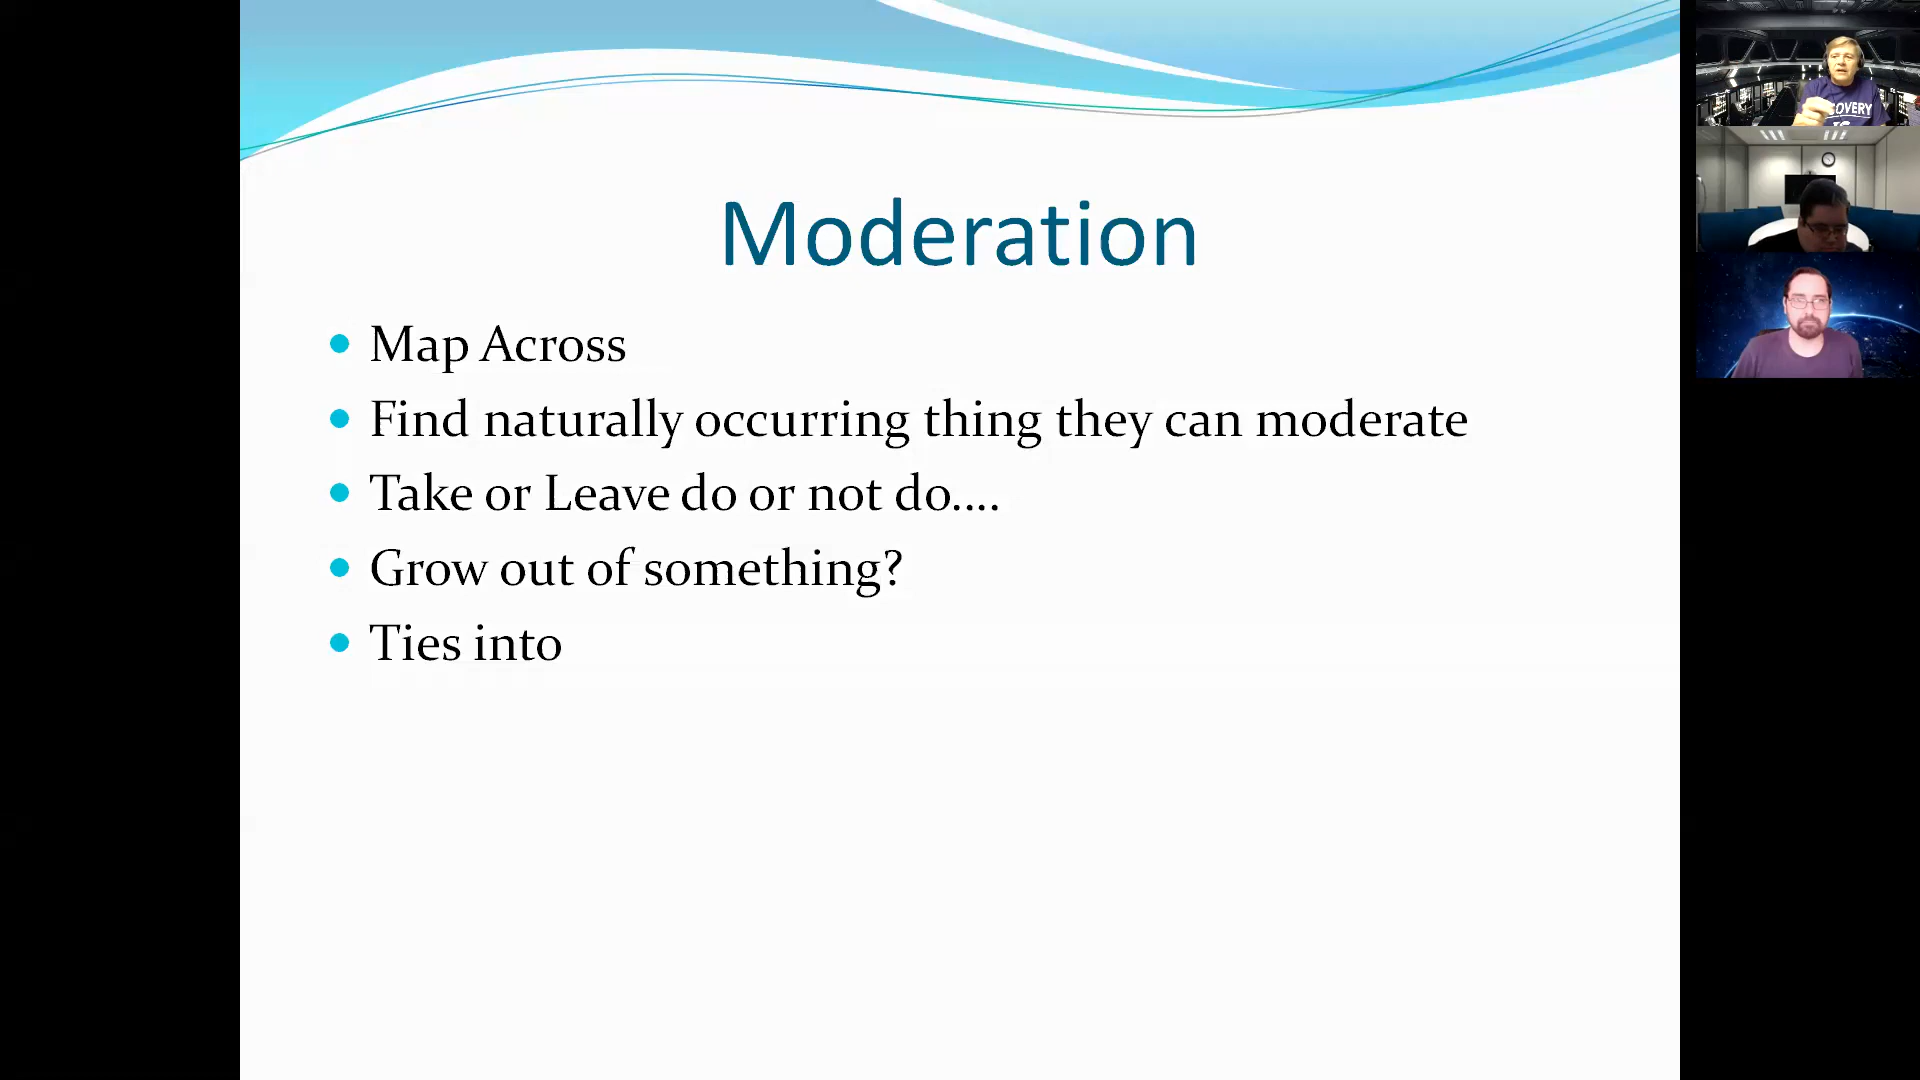 Moderation
Map Across
Find naturally occurring thing they can moderate
Take or Leave do or not do....
Grow out of something?
Ties into